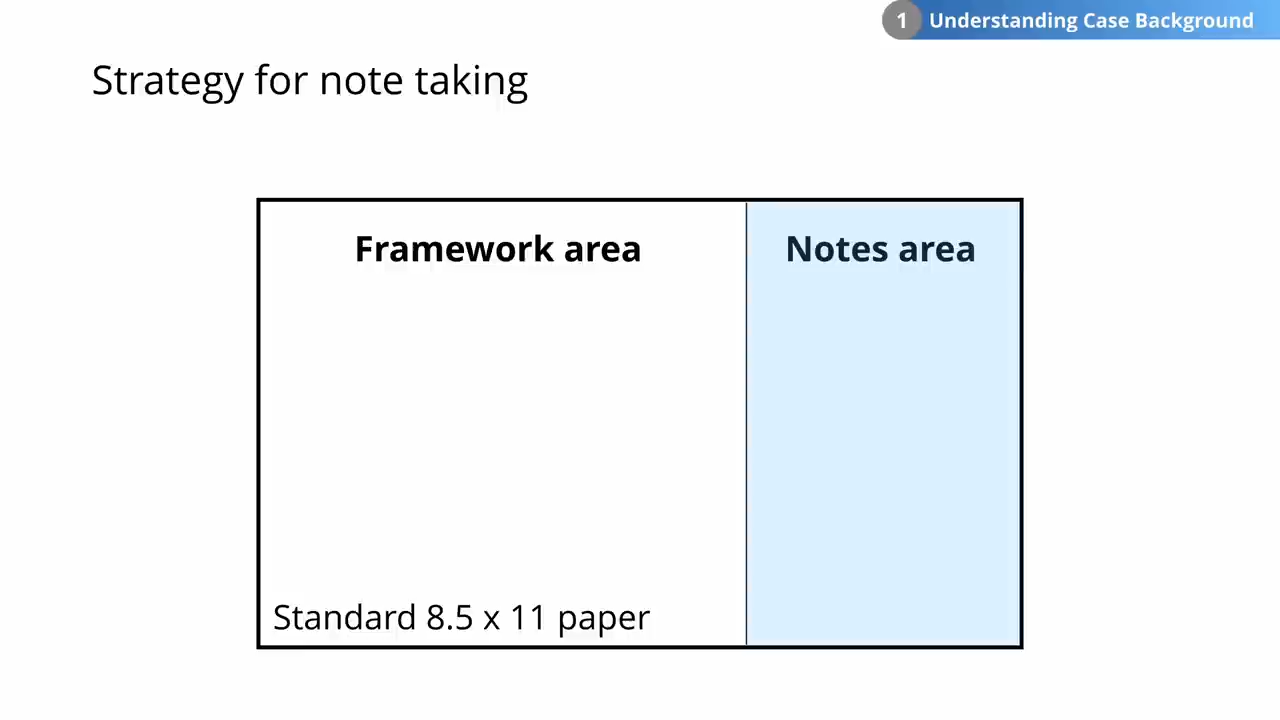 1 Understanding Case Background
Strategy for note taking
Framework area
Notes area
Standard 8.5 x 11 paper